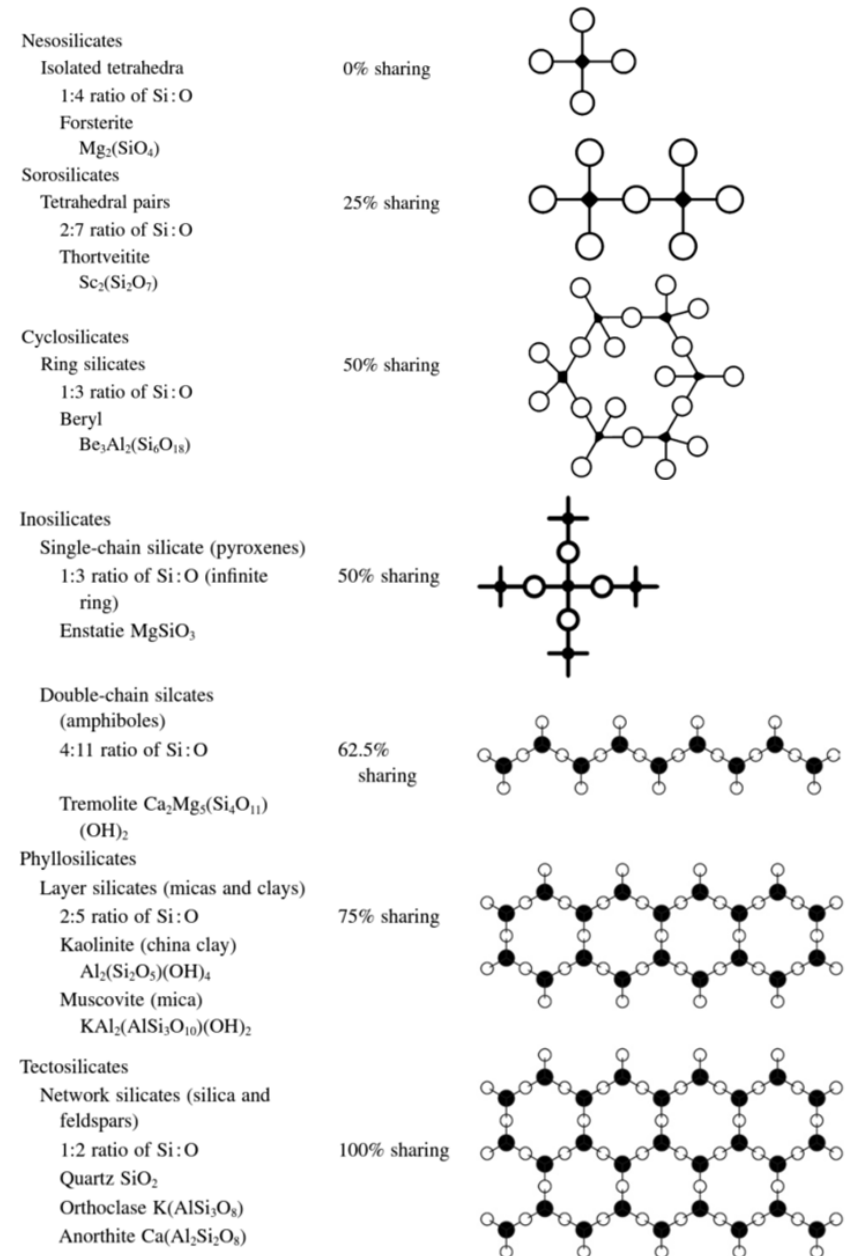 Nesosilicates
Isolated tetrahedra 0% sharing
1:4 ratio of Si:O
Forsterite
Mg₂(SiO₄)
Sorosilicates
Tetrahedral pairs 25% sharing
2:7 ratio of Si:O
Thortveitite
Sc₂(Si₂O₇)
Cyclosilicates
Ring silicates 50% sharing
1:3 ratio of Si:O
Beryl
Be₃Al₂(Si₆O₁₈)
Inosilicates
Single-chain silicate (pyroxenes)
1:3 ratio of Si:O (infinite 50% sharing
ring)
Enstatie MgSiO₃
Double-chain silcates
(amphiboles)
4:11 ratio of Si:O 62.5%
sharing
Tremolite Ca₂Mg₅(Si₄O₁₁)
(OH)₂
Phyllosilicates
Layer silicates (micas and clays)
2:5 ratio of Si:O 75% sharing
Kaolinite (china clay)
Al₂(Si₂O₅)(OH)₄
Muscovite (mica)
KAl₂(AlSi₃O₁₀)(OH)₂
Tectosilicates
Network silicates (silica and
feldspars)
1:2 ratio of Si:O 100% sharing
Quartz SiO₂
Orthoclase K(AlSi₃O₈)
Anorthite Ca(Al₂Si₂O₈)